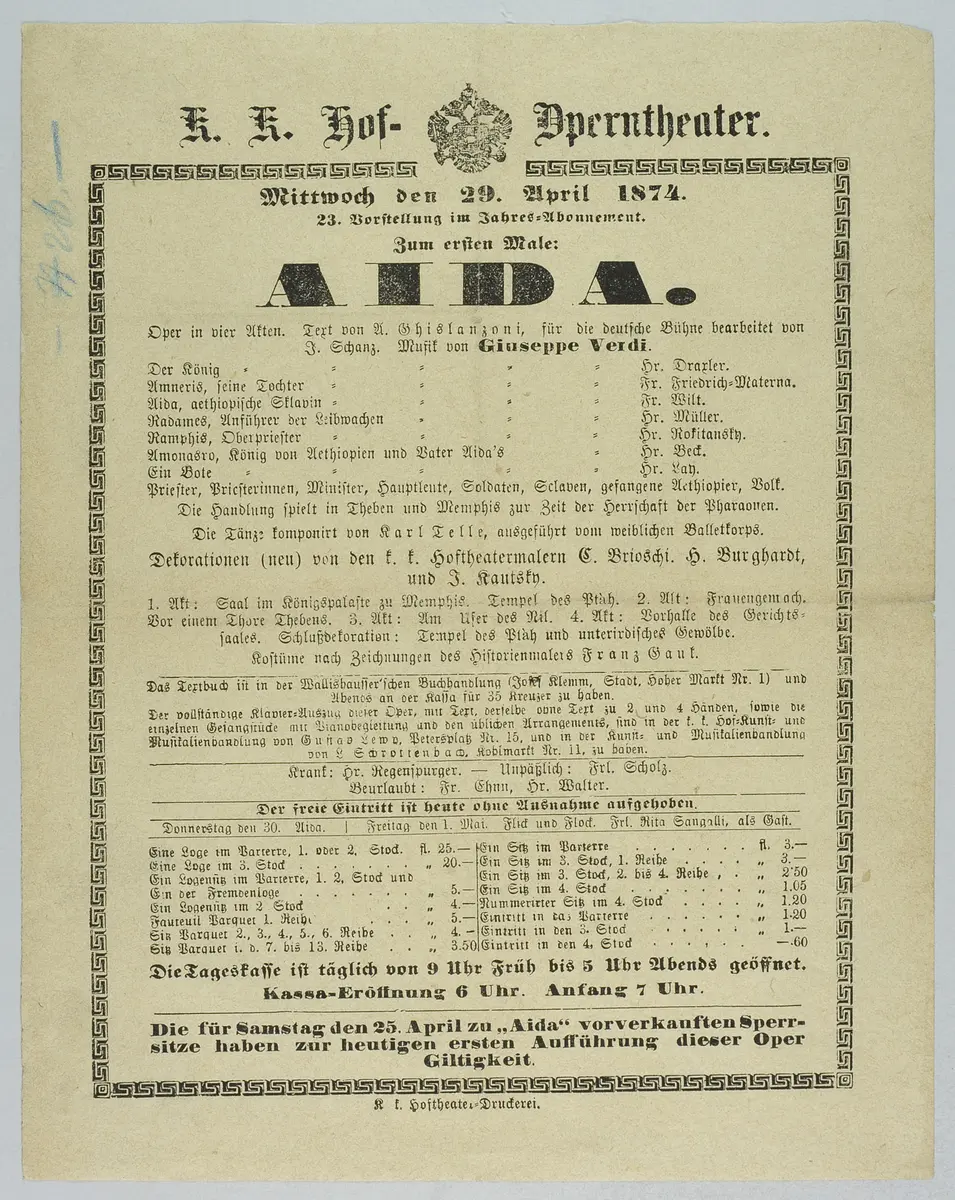 K. K. Hof- Operntheater.
Mittwoch den 29. April 1874.
23. Vorstellung im Jahres-Abonnement.
Zum ersten Male:
AIDA.
Oper in vier Akten. Text von A. Ghislanzoni, für die deutsche Bühne bearbeitet von
J. Schanz. Musik von Giuseppe Verdi.
Der König Hr. Draxler.
Amneris, seine Tochter Fr. Friedrich-Materna.
Aida, aethiopische Sklavin Fr. Wilt.
Radames, Anführer der Leibwachen Hr. Müller.
Ramphis, Oberpriester Hr. Rokitansky.
Amonasro, König von Aethiopien und Vater Aida's Hr. Beck.
Ein Bote Hr. Lay.
Priester, Priesterinnen, Minister, Hauptleute, Soldaten, Sclaven, gefangene Aethiopier, Volk.
Die Handlung spielt in Theben und Memphis zur Zeit der Herrschaft der Pharaonen.
Die Tänze komponirt von Karl Telle, ausgeführt vom weiblichen Balletkorps.
Dekorationen (neu) von den k. k. Hoftheatermalern C. Brioschi. H. Burghardt,
und J. Kautsky.
1. Akt: Saal im Königspalaste zu Memphis. Tempel des Ptah. 2. Akt: Frauengemach.
Vor einem Thore Thebens. 3. Akt: Am Ufer des Nil. 4. Akt: Vorhalle des Gerichts-
saales. Schlußdekoration: Tempel des Ptah und unterirdisches Gewölbe.
Kostüme nach Zeichnungen des Historienmalers Franz Gaul.
Das Textbuch ist in der Wallishausser'schen Buchhandlung (Josef Klemm, Stadt, Hoher Markt Nr. 1) und
Abends an der Kassa für 35 Kreuzer zu haben.
Der vollständige Klavier-Auszug dieser Oper, mit Text, derselbe ohne Text zu 2 und 4 Händen, sowie die
einzelnen Gesangstücke mit Pianobegleitung und den üblichen Arrangements, sind in der k. k. Hof-Kunst- und
Musikalienhandlung von Gustav Lewy, Petersplatz Nr. 15, und in der Kunst- und Musikalienhandlung
von L Schrottenbach, Kohlmarkt Nr. 11, zu haben.
Krank: Hr. Regenspurger. — Unpäßlich: Frl. Scholz.
Beurlaubt: Fr. Ehnn, Hr. Walter.
Der freie Eintritt ist heute ohne Ausnahme aufgehoben.
Donnerstag den 30. Aida. | Freitag den 1. Mai. Flick und Flock. Frl. Rita Sangalli, als Gast.
Eine Loge im Parterre, 1. oder 2. Stock. fl. 25.—
Eine Loge im 3. Stock . . . . . . . „ 20.—
Ein Logensitz im Parterre, 1. 2. Stock und
Ein der Fremdenloge . . . . . . . „ 5.—
Ein Logensitz im 2 Stock . . . . „ 4.—
Fauteuil Parquet 1. Reihe . . . . „ 5.—
Sitz Parquet 2., 3., 4., 5., 6. Reihe . . „ 4.—
Sitz Parquet i. d. 7. bis 13. Reihe . . „ 3.50
Ein Sitz im Parterre . . . . . . . fl. 3.—
Ein Sitz im 3. Stock, 1. Reihe . . . . „ 3.—
Ein Sitz im 3. Stock, 2. bis 4. Reihe . . „ 2.50
Ein Sitz im 4. Stock . . . . . . „ 1.05
Nummerirter Sitz im 4. Stock . . . . „ 1.20
Eintritt in das Parterre . . . . . . „ 1.20
Eintritt in den 3. Stock . . . . . „ 1.—
Eintritt in den 4. Stock . . . . . . —.60
Die Tageskasse ist täglich von 9 Uhr Früh bis 5 Uhr Abends geöffnet.
Kassa-Eröffnung 6 Uhr. Anfang 7 Uhr.
Die für Samstag den 25. April zu „Aida“ vorverkauften Sperr-
sitze haben zur heutigen ersten Aufführung dieser Oper
Giltigkeit.
K k. Hoftheater-Druckerei.